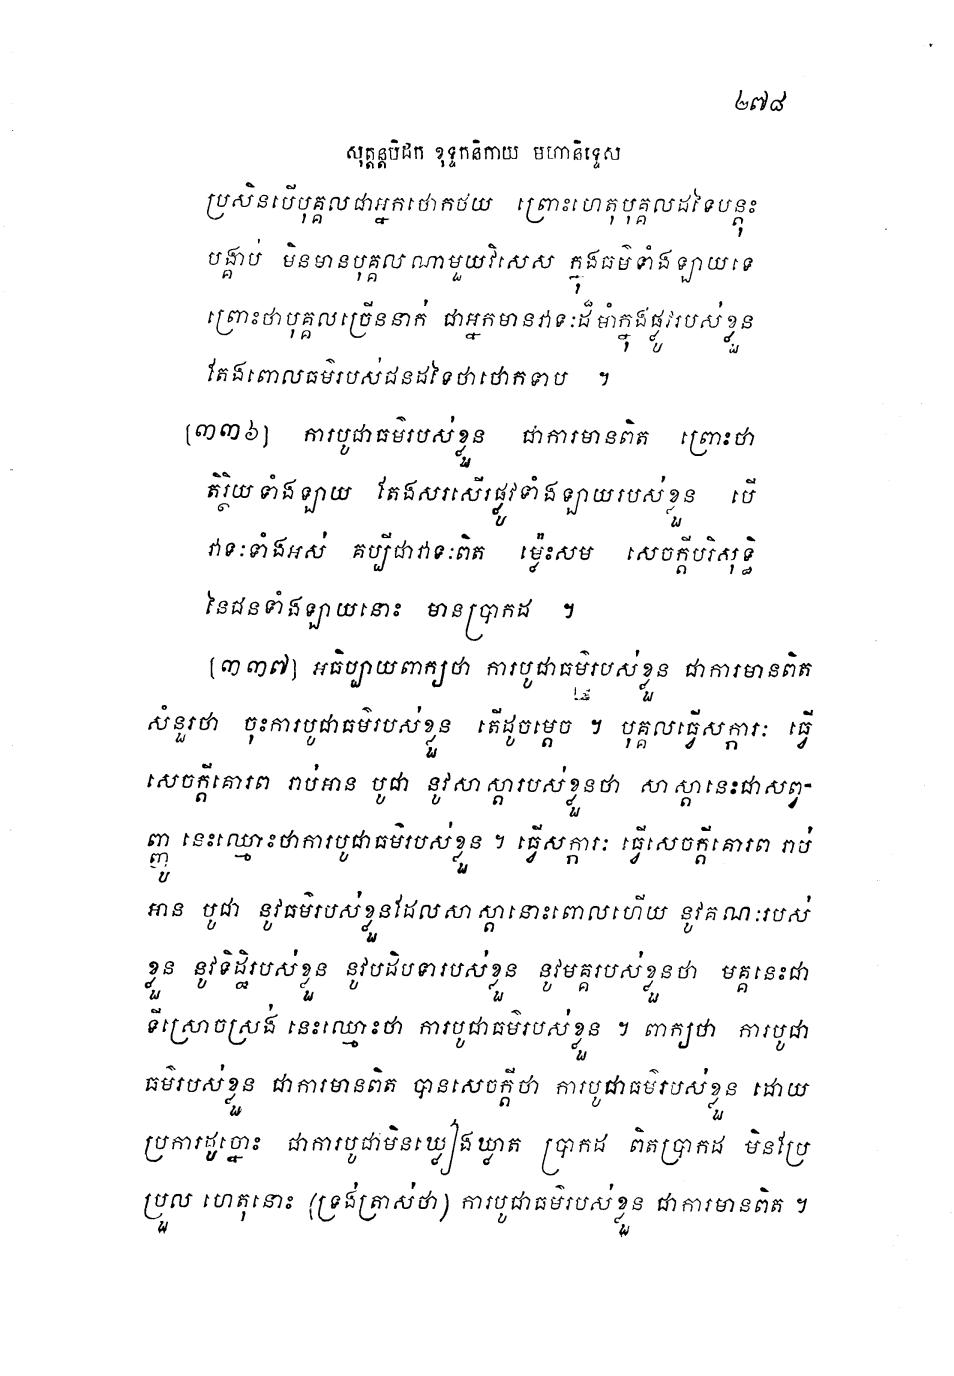 ២៧៨
សុត្តន្តបិដក ខុទ្ទកនិកាយ មហានិទ្ទេស
ប្រសិនបើបុគ្គលជាអ្នកថោកថយ ព្រោះហេតុបុគ្គលដទៃបន្តុះ
បង្គាប់ មិនមានបុគ្គលណាមួយវិសេស ក្នុងធម៌ទាំងឡាយទេ
ព្រោះថាបុគ្គលច្រើននាក់ ជាអ្នកមានវាទៈដ៏មាំក្នុងផ្លូវរបស់ខ្លួន
តែងពោលធម៌របស់ជនដទៃថាថោកទាប ។
[៣៣៦] ការបូជាធម៌របស់ខ្លួន ជាការមានពិត ព្រោះថា
តិរ្ថិយទាំងឡាយ តែងសរសើរផ្លូវទាំងឡាយរបស់ខ្លួន បើ
វាទៈទាំងអស់ គប្បីជាវាទៈពិត ម្ល៉េះសម សេចក្តីបរិសុទ្ធិ
នៃជនទាំងឡាយនោះ មានប្រាកដ ។
[៣៣៧] អធិប្បាយពាក្យថា ការបូជាធម៌របស់ខ្លួន ជាការមានពិត
សំនួរថា ចុះការបូជាធម៌របស់ខ្លួន តើដូចម្តេច ។ បុគ្គលធ្វើសក្ការៈ ធ្វើ
សេចក្តីគោរព រាប់អាន បូជា នូវសាស្តារបស់ខ្លួនថា សាស្តានេះជាសព្វ-
ញ្ញូ នេះឈ្មោះថាការបូជាធម៌របស់ខ្លួន ។ ធ្វើសក្ការៈ ធ្វើសេចក្តីគោរព រាប់
អាន បូជា នូវធម៌របស់ខ្លួនដែលសាស្តានោះពោលហើយ នូវគណៈរបស់
ខ្លួន នូវទិដ្ឋិរបស់ខ្លួន នូវបដិបទារបស់ខ្លួន នូវមគ្គរបស់ខ្លួនថា មគ្គនេះជា
ទីស្រោចស្រង់ នេះឈ្មោះថា ការបូជាធម៌របស់ខ្លួន ។ ពាក្យថា ការបូជា
ធម៌របស់ខ្លួន ជាការមានពិត បានសេចក្តីថា ការបូជាធម៌របស់ខ្លួន ដោយ
ប្រការដូច្នោះ ជាការបូជាមិនឃ្លៀងឃ្លាត ប្រាកដ ពិតប្រាកដ មិនប្រែ
ប្រួល ហេតុនោះ (ទ្រង់ត្រាស់ថា) ការបូជាធម៌របស់ខ្លួន ជាការមានពិត ។